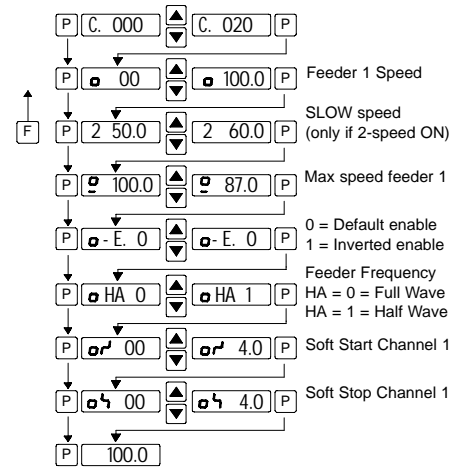 P C. 000 ▲ ▼ C. 020 P
P o 00 ▲ ▼ o 100.0 P Feeder 1 Speed
F P 2 50.0 ▲ ▼ 2 60.0 P SLOW speed
(only if 2-speed ON)
P o 100.0 ▲ ▼ o 87.0 P Max speed feeder 1
P o-E. 0 ▲ ▼ o-E. 0 P 0 = Default enable
1 = Inverted enable
P o HA 0 ▲ ▼ o HA 1 P Feeder Frequency
HA = 0 = Full Wave
HA = 1 = Half Wave
P 00 ▲ ▼ 4.0 P Soft Start Channel 1
P 00 ▲ ▼ 4.0 P Soft Stop Channel 1
P 100.0